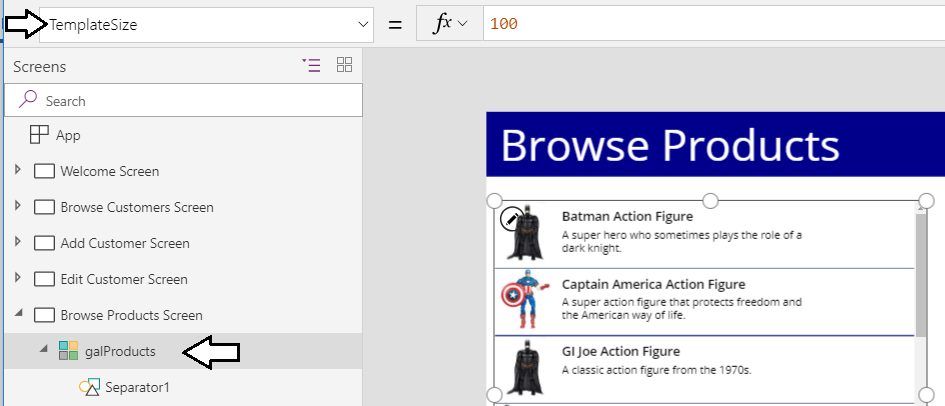 TemplateSize = fx 100
Screens
Search
App
Welcome Screen
Browse Customers Screen
Add Customer Screen
Edit Customer Screen
Browse Products Screen
galProducts
Separator1
Browse Products
Batman Action Figure
A super hero who sometimes plays the role of a
dark knight.
Captain America Action Figure
A super action figure that protects freedom and
the American way of life.
GI Joe Action Figure
A classic action figure from the 1970s.